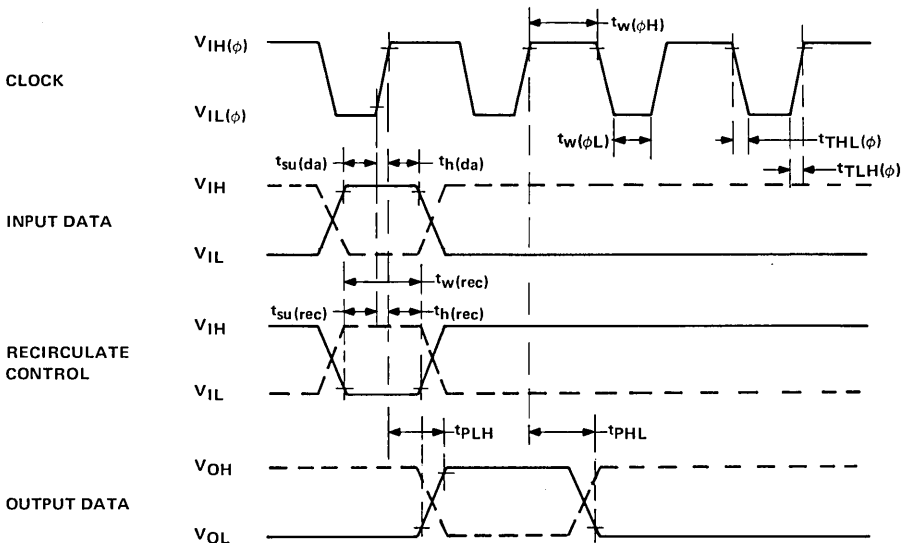 tw(ϕH)
VIH(ϕ)
CLOCK
VIL(ϕ)
tw(ϕL)
tTHL(ϕ)
tsu(da)
th(da)
tTLH(ϕ)
VIH
INPUT DATA
VIL
tw(rec)
tsu(rec)
th(rec)
VIH
RECIRCULATE
CONTROL
VIL
tPLH
tPHL
VOH
OUTPUT DATA
VOL